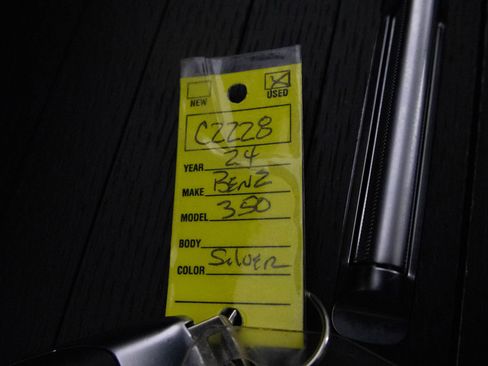 NEW USED
C2228
YEAR 24
MAKE BENZ
MODEL 350
BODY
COLOR SilvER